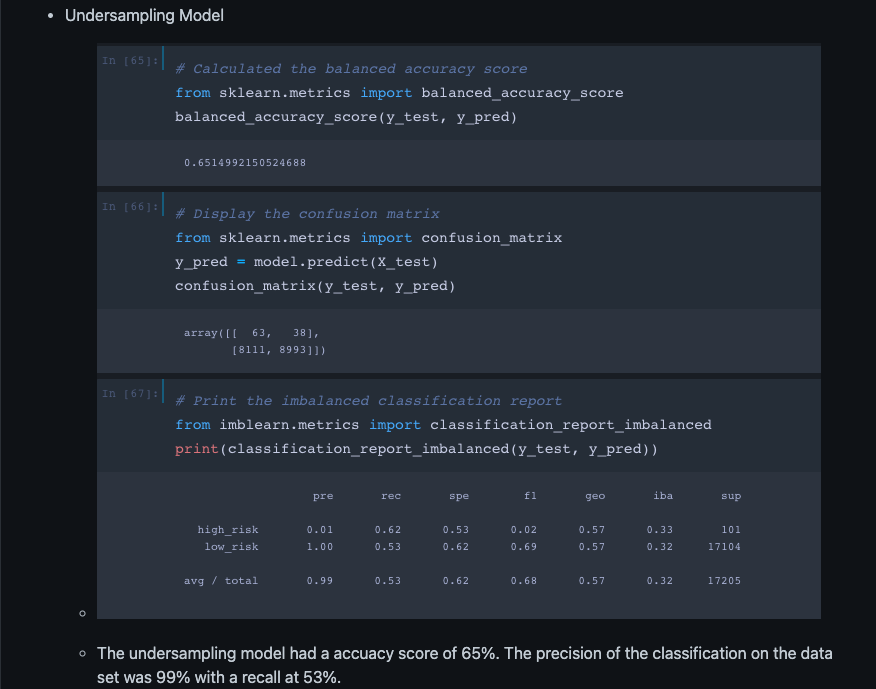 Undersampling Model
In [65]:
# Calculated the balanced accuracy score
from sklearn.metrics import balanced_accuracy_score
balanced_accuracy_score(y_test, y_pred)
0.6514992150524688
In [66]:
# Display the confusion matrix
from sklearn.metrics import confusion_matrix
y_pred = model.predict(X_test)
confusion_matrix(y_test, y_pred)
array([[  63,   38],
[8111, 8993]])
In [67]:
# Print the imbalanced classification report
from imblearn.metrics import classification_report_imbalanced
print(classification_report_imbalanced(y_test, y_pred))
pre rec spe f1 geo iba sup
high_risk 0.01 0.62 0.53 0.02 0.57 0.33 101
low_risk 1.00 0.53 0.62 0.69 0.57 0.32 17104
avg / total 0.99 0.53 0.62 0.68 0.57 0.32 17205
The undersampling model had a accuacy score of 65%. The precision of the classification on the data
set was 99% with a recall at 53%.